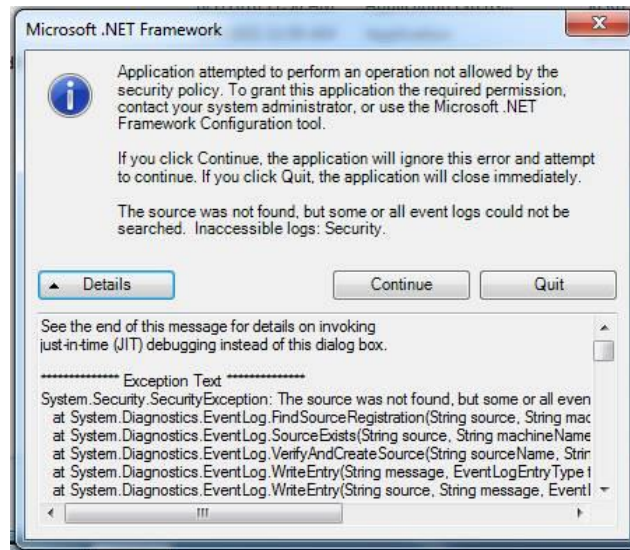 Microsoft .NET Framework
Application attempted to perform an operation not allowed by the
security policy. To grant this application the required permission,
contact your system administrator, or use the Microsoft .NET
Framework Configuration tool.
If you click Continue, the application will ignore this error and attempt
to continue. If you click Quit, the application will close immediately.
The source was not found, but some or all event logs could not be
searched. Inaccessible logs: Security.
Details
Continue
Quit
See the end of this message for details on invoking
just-in-time (JIT) debugging instead of this dialog box.
************** Exception Text **************
System.Security.SecurityException: The source was not found, but some or all even
at System.Diagnostics.EventLog.FindSourceRegistration(String source, String mac
at System.Diagnostics.EventLog.SourceExists(String source, String machineName
at System.Diagnostics.EventLog.VerifyAndCreateSource(String sourceName, Strin
at System.Diagnostics.EventLog.WriteEntry(String message, EventLogEntryType t
at System.Diagnostics.EventLog.WriteEntry(String source, String message, EventL